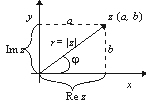 y
a
z (a, b)
Im z
r = |z|
b
φ
x
Re z